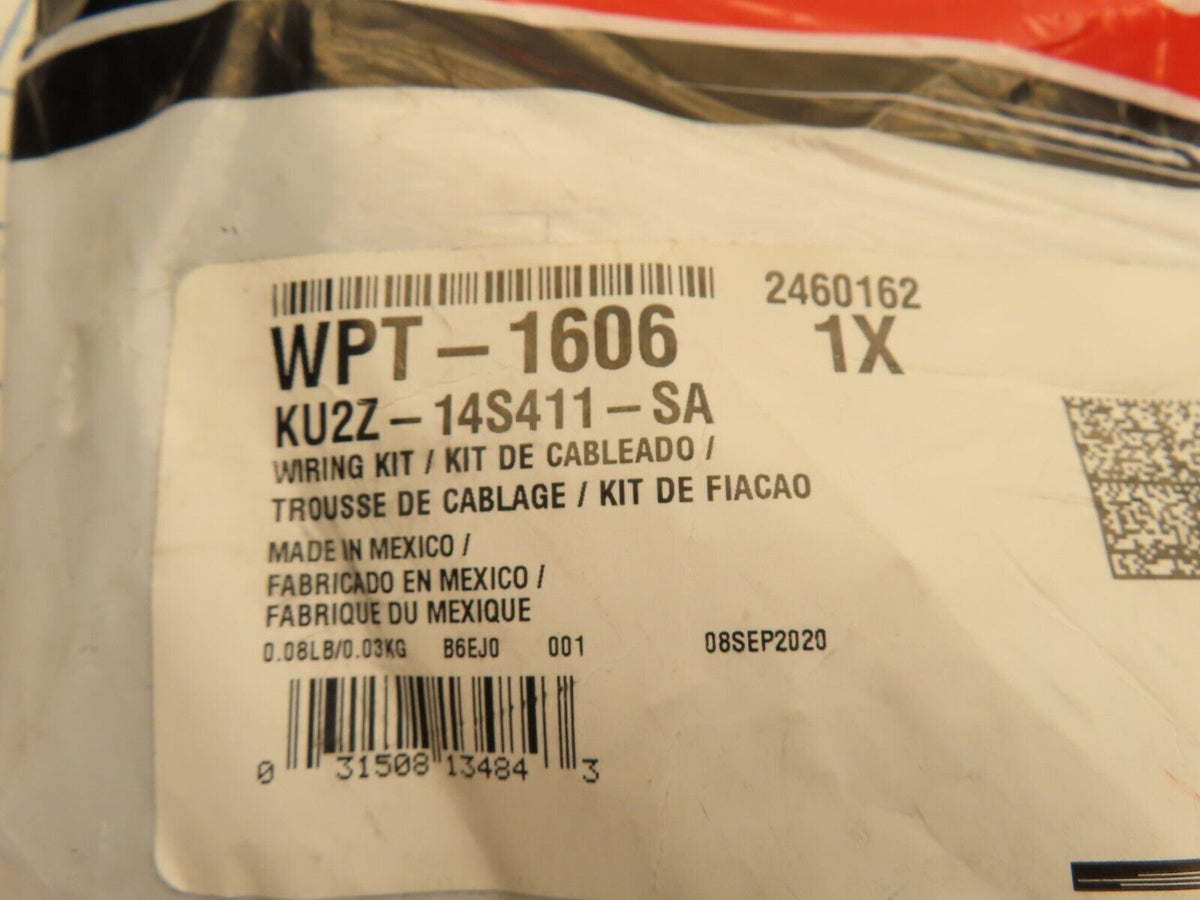 2460162
WPT - 1606 1X
KU2Z - 14S411 - SA
WIRING KIT / KIT DE CABLEADO /
TROUSSE DE CABLAGE / KIT DE FIACAO
MADE IN MEXICO /
FABRICADO EN MEXICO /
FABRIQUE DU MEXIQUE
0.08LB/0.03KG B6EJ0 001 08SEP2020
0 31508 13484 3